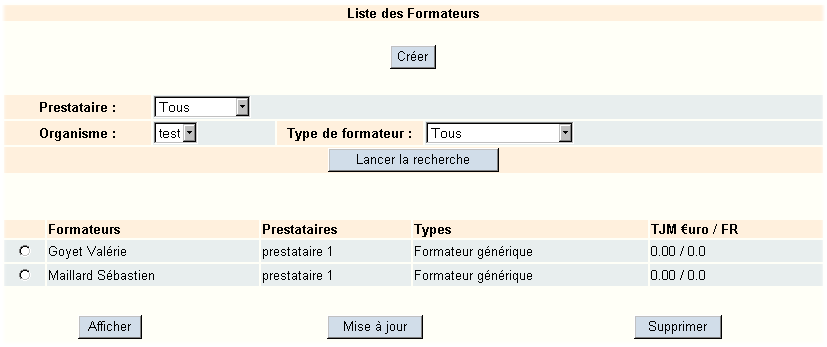 Liste des Formateurs
Créer
Prestataire : Tous
Organisme : test Type de formateur : Tous
Lancer la recherche
Formateurs Prestataires Types TJM €uro / FR
Goyet Valérie prestataire 1 Formateur générique 0.00 / 0.0
Maillard Sébastien prestataire 1 Formateur générique 0.00 / 0.0
Afficher Mise à jour Supprimer